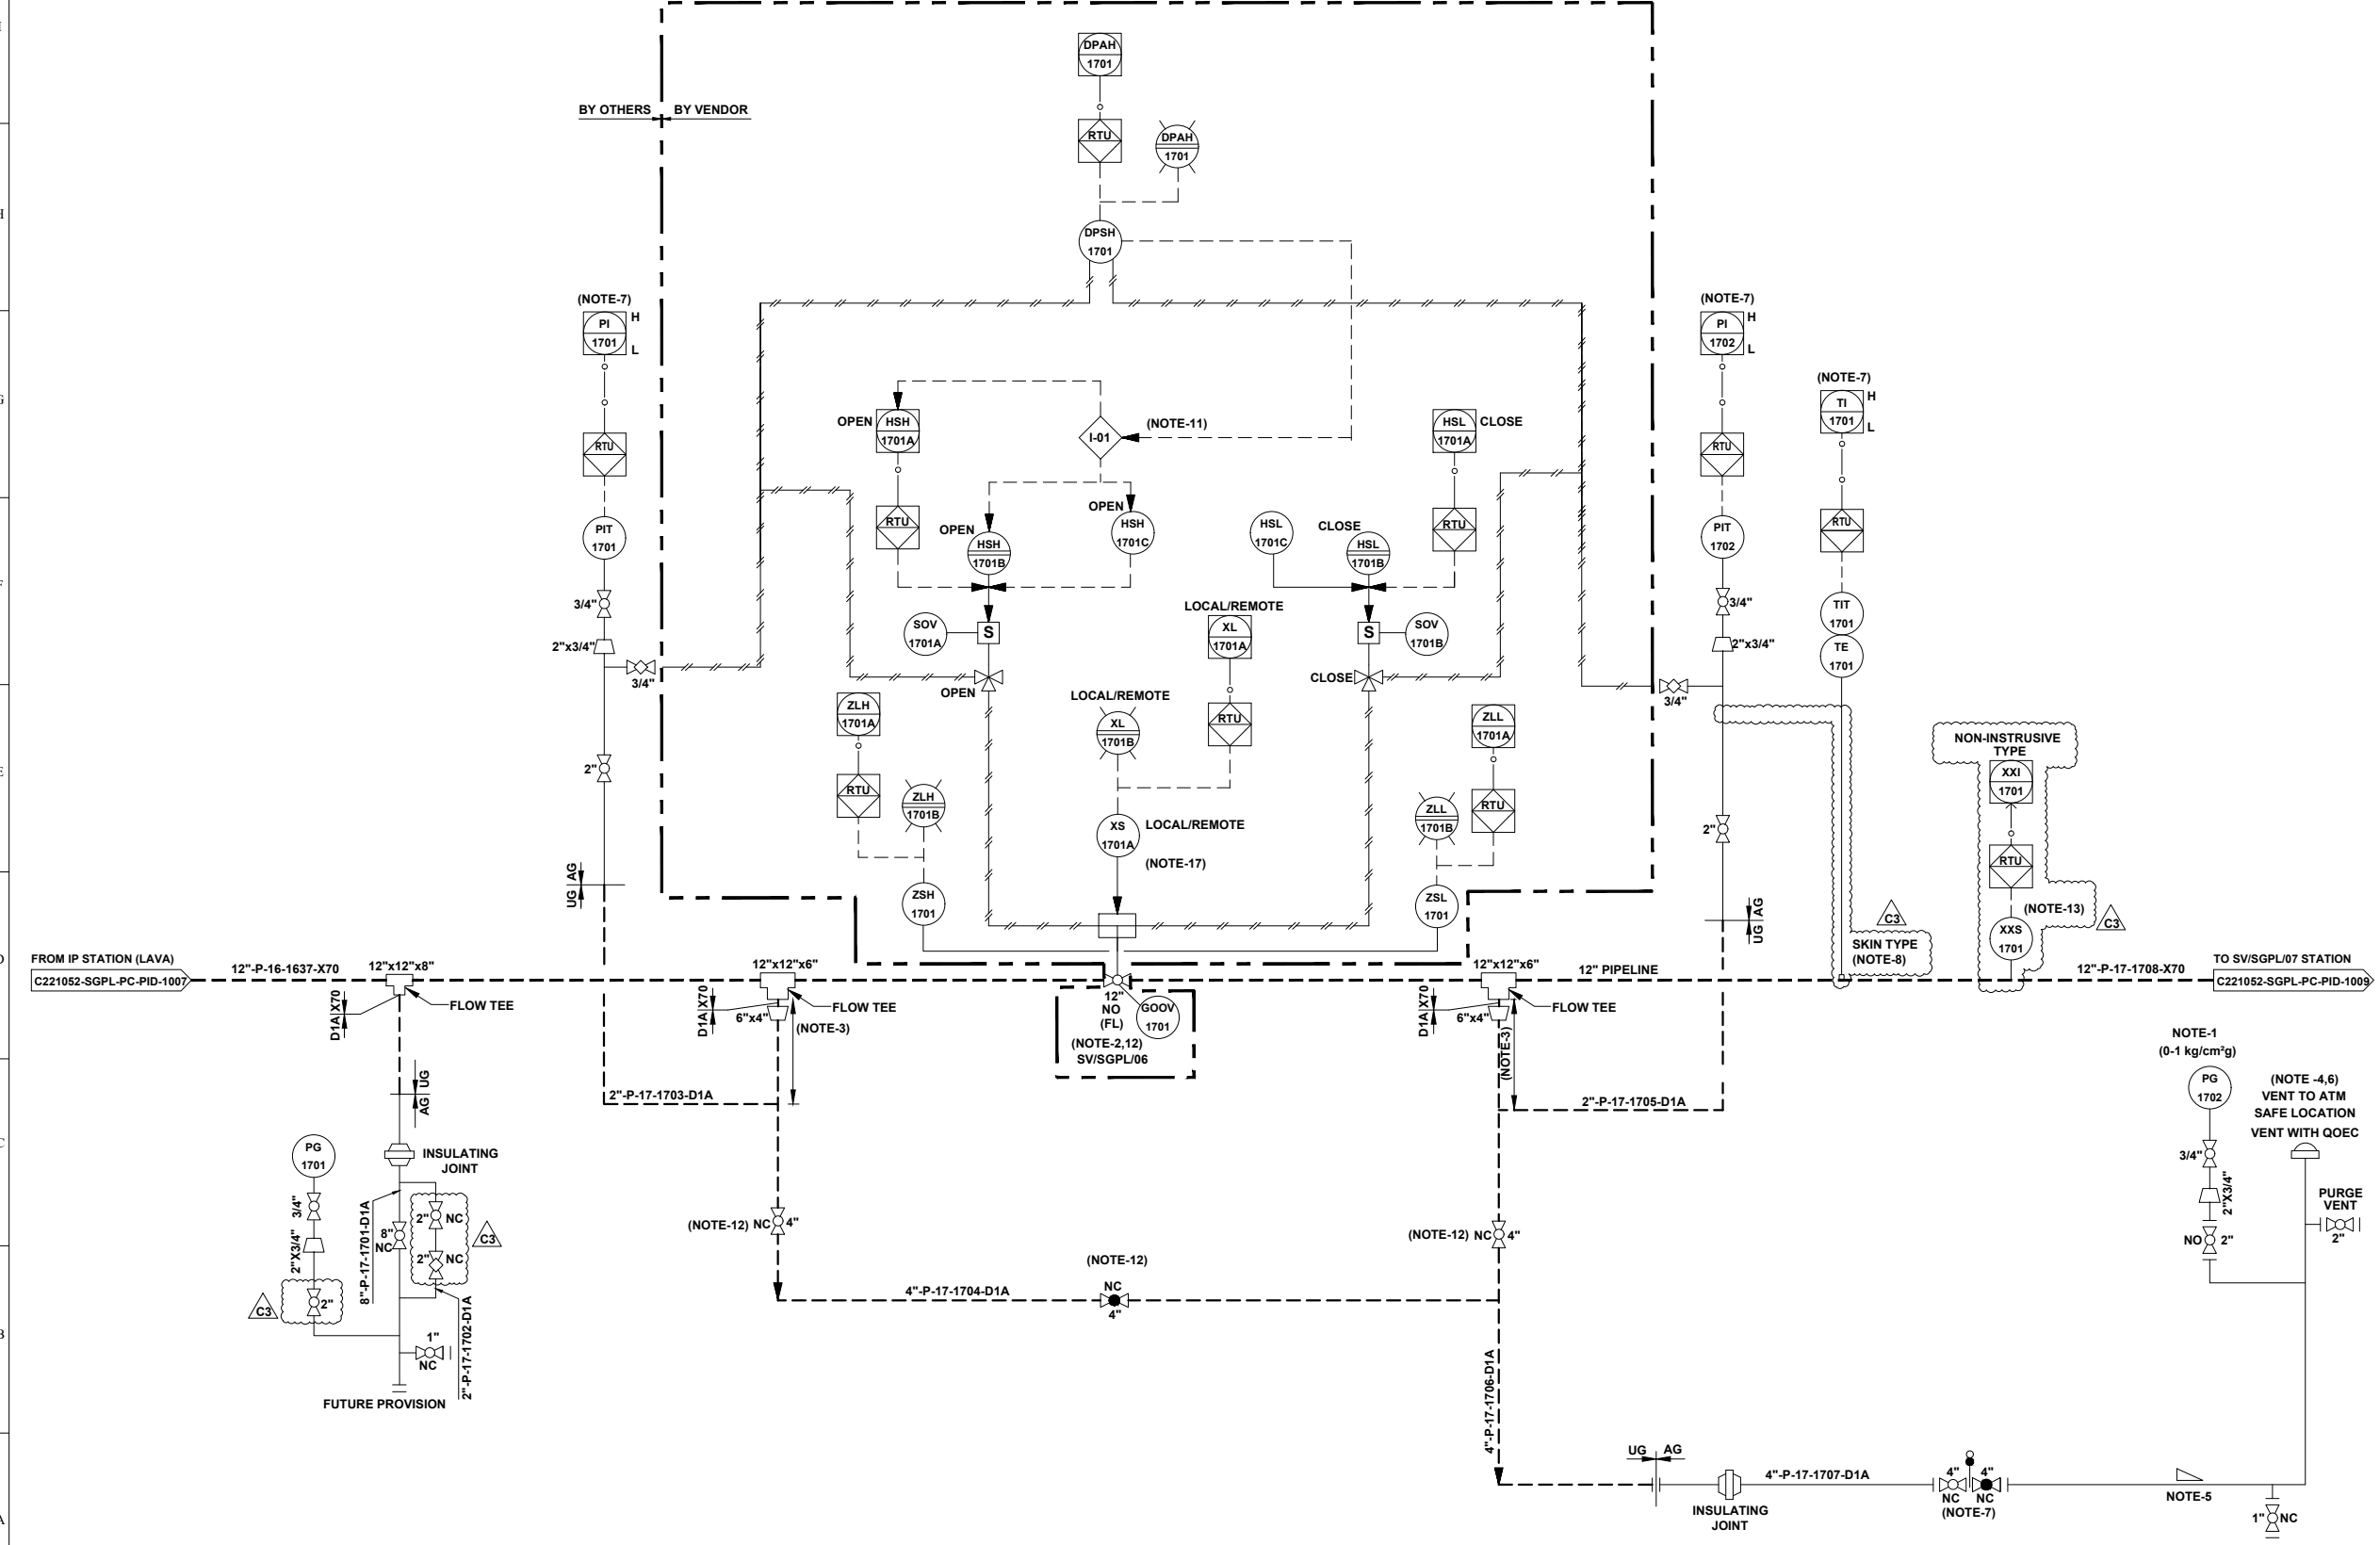 H
H
G
F
E
D
C
B
A
BY OTHERS
BY VENDOR
DPAH
1701
RTU
DPAH
1701
DPSH
1701
(NOTE-7)
PI
1701
H
L
RTU
PIT
1701
3/4"
2"x3/4"
3/4"
2"
UG
AG
OPEN
HSH
1701A
RTU
I-01
(NOTE-11)
OPEN
HSH
1701B
OPEN
HSH
1701C
HSL
1701A
CLOSE
RTU
HSL
1701C
CLOSE
HSL
1701B
SOV
1701A
S
OPEN
S
SOV
1701B
CLOSE
LOCAL/REMOTE
XL
1701A
RTU
LOCAL/REMOTE
XL
1701B
XS
1701A
LOCAL/REMOTE
(NOTE-17)
ZLH
1701A
RTU
ZLH
1701B
ZSH
1701
ZLL
1701A
RTU
ZLL
1701B
ZSL
1701
(NOTE-7)
PI
1702
H
L
RTU
PIT
1702
3/4"
2"x3/4"
3/4"
2"
UG
AG
(NOTE-7)
TI
1701
H
L
RTU
TIT
1701
TE
1701
NON-INSTRUSIVE
TYPE
XXI
1701
RTU
XXS
1701
(NOTE-13)
C3
C3
SKIN TYPE
(NOTE-8)
FROM IP STATION (LAVA)
C221052-SGPL-PC-PID-1007
12"-P-16-1637-X70
12"x12"x8"
FLOW TEE
D1A
X70
12"x12"x6"
FLOW TEE
D1A
X70
6"x4"
(NOTE-3)
12"
NO
(FL)
GOOV
1701
(NOTE-2,12)
SV/SGPL/06
12"x12"x6"
FLOW TEE
D1A
X70
6"x4"
(NOTE-3)
12" PIPELINE
12"-P-17-1708-X70
TO SV/SGPL/07 STATION
C221052-SGPL-PC-PID-1009
2"-P-17-1703-D1A
2"-P-17-1705-D1A
AG
UG
INSULATING
JOINT
PG
1701
3/4"
2"X3/4"
2"
C3
8"-P-17-1701-D1A
8"
NC
2"
NC
2"
NC
C3
2"-P-17-1702-D1A
1"
NC
FUTURE PROVISION
(NOTE-12)
NC
4"
(NOTE-12)
NC
4"
4"-P-17-1704-D1A
(NOTE-12)
NC
4"
4"-P-17-1706-D1A
UG
AG
INSULATING
JOINT
4"-P-17-1707-D1A
4"
NC
4"
NC
(NOTE-7)
NOTE-5
1"
NC
NOTE-1
(0-1 kg/cm²g)
PG
1702
3/4"
2"X3/4"
NO
2"
(NOTE -4,6)
VENT TO ATM
SAFE LOCATION
VENT WITH QOEC
PURGE
VENT
2"